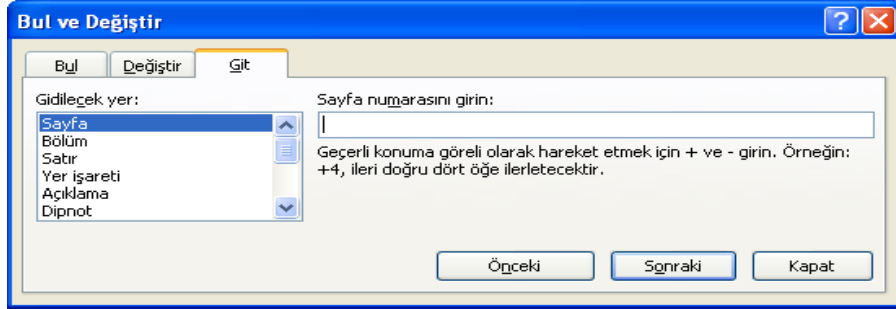 Bul ve Değiştir
Bul Değiştir Git
Gidilecek yer:
Sayfa
Bölüm
Satır
Yer işareti
Açıklama
Dipnot
Sayfa numarasını girin:
Geçerli konuma göreli olarak hareket etmek için + ve - girin. Örneğin:
+4, ileri doğru dört öğe ilerletecektir.
Önceki Sonraki Kapat